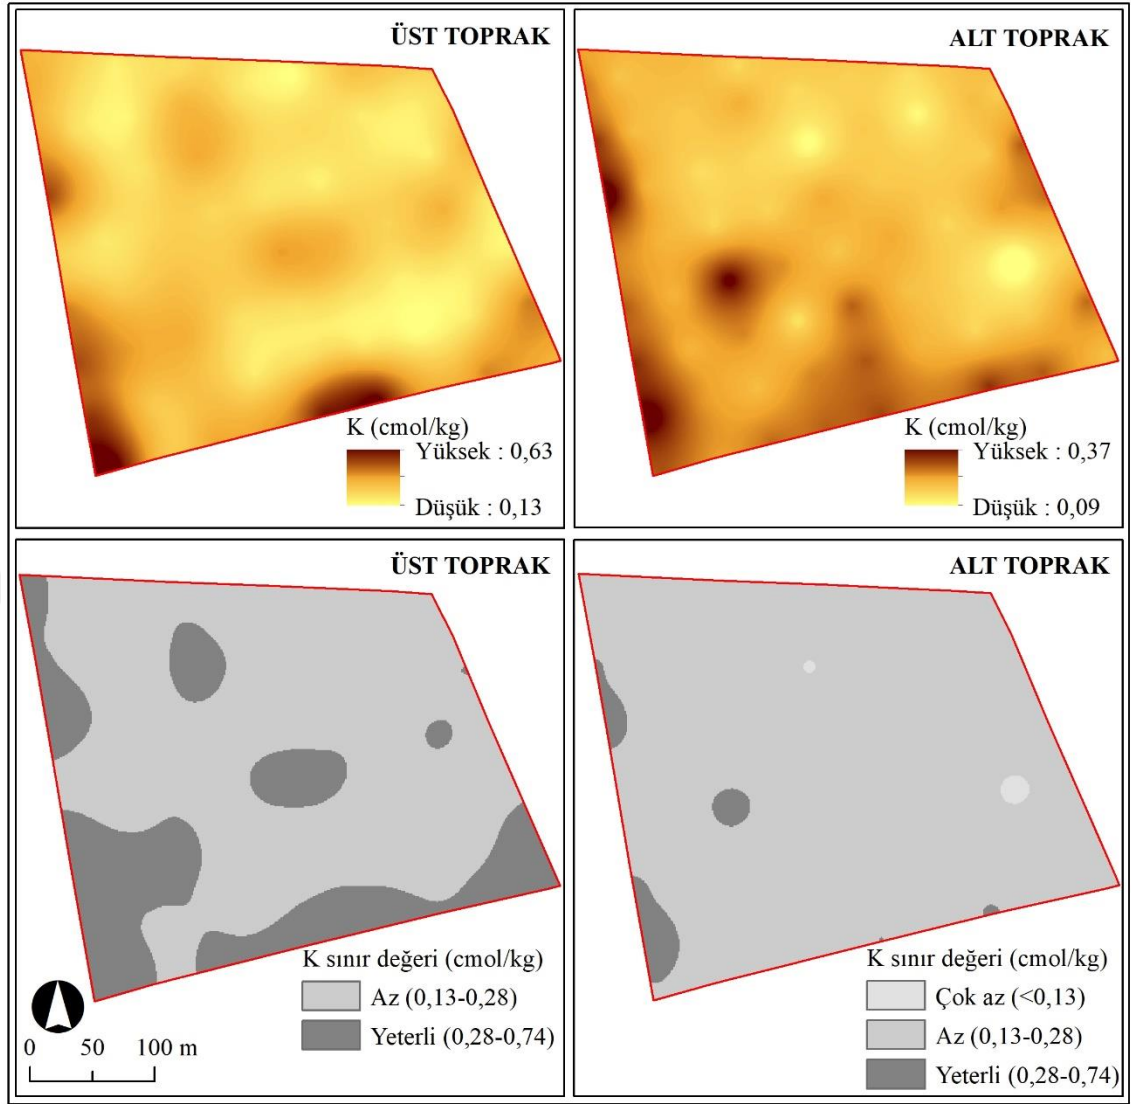 ÜST TOPRAK
K (cmol/kg)
Yüksek : 0,63
Düşük : 0,13
ALT TOPRAK
K (cmol/kg)
Yüksek : 0,37
Düşük : 0,09
ÜST TOPRAK
K sınır değeri (cmol/kg)
Az (0,13-0,28)
Yeterli (0,28-0,74)
0 50 100 m
ALT TOPRAK
K sınır değeri (cmol/kg)
Çok az (<0,13)
Az (0,13-0,28)
Yeterli (0,28-0,74)